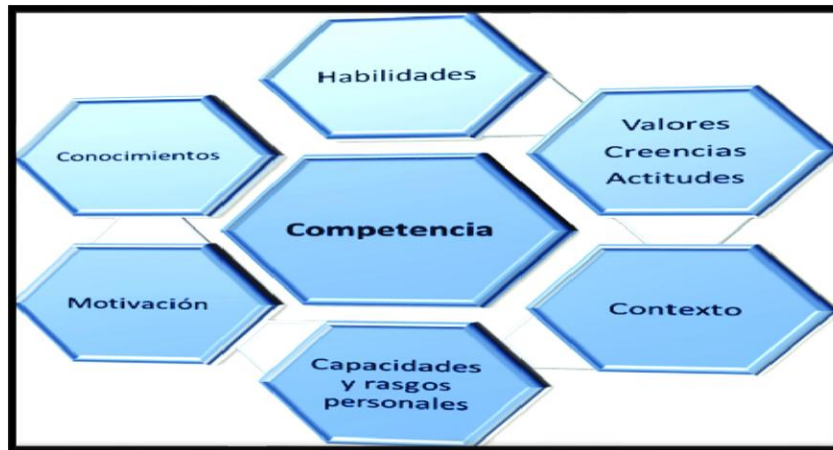 Habilidades
Valores
Creencias
Actitudes
Conocimientos
Competencia
Motivación
Contexto
Capacidades
y rasgos
personales